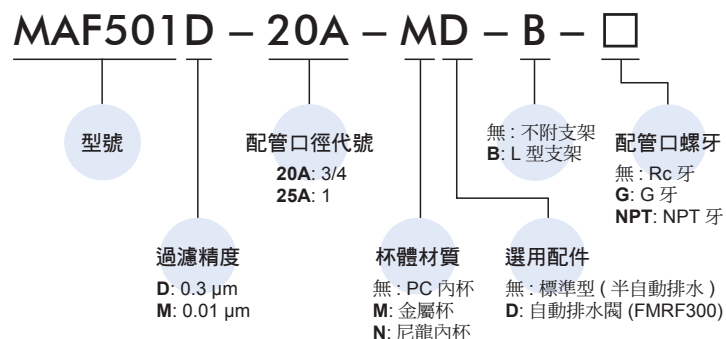 MAF501D – 20A – MD – B – □
型號
配管口徑代號
20A: 3/4
25A: 1
無 : 不附支架
B: L 型支架
配管口螺牙
無 : Rc 牙
G: G 牙
NPT: NPT 牙
過濾精度
D: 0.3 µm
M: 0.01 µm
杯體材質
無 : PC 內杯
M: 金屬杯
N: 尼龍內杯
選用配件
無 : 標準型 ( 半自動排水 )
D: 自動排水閥 (FMRF300)